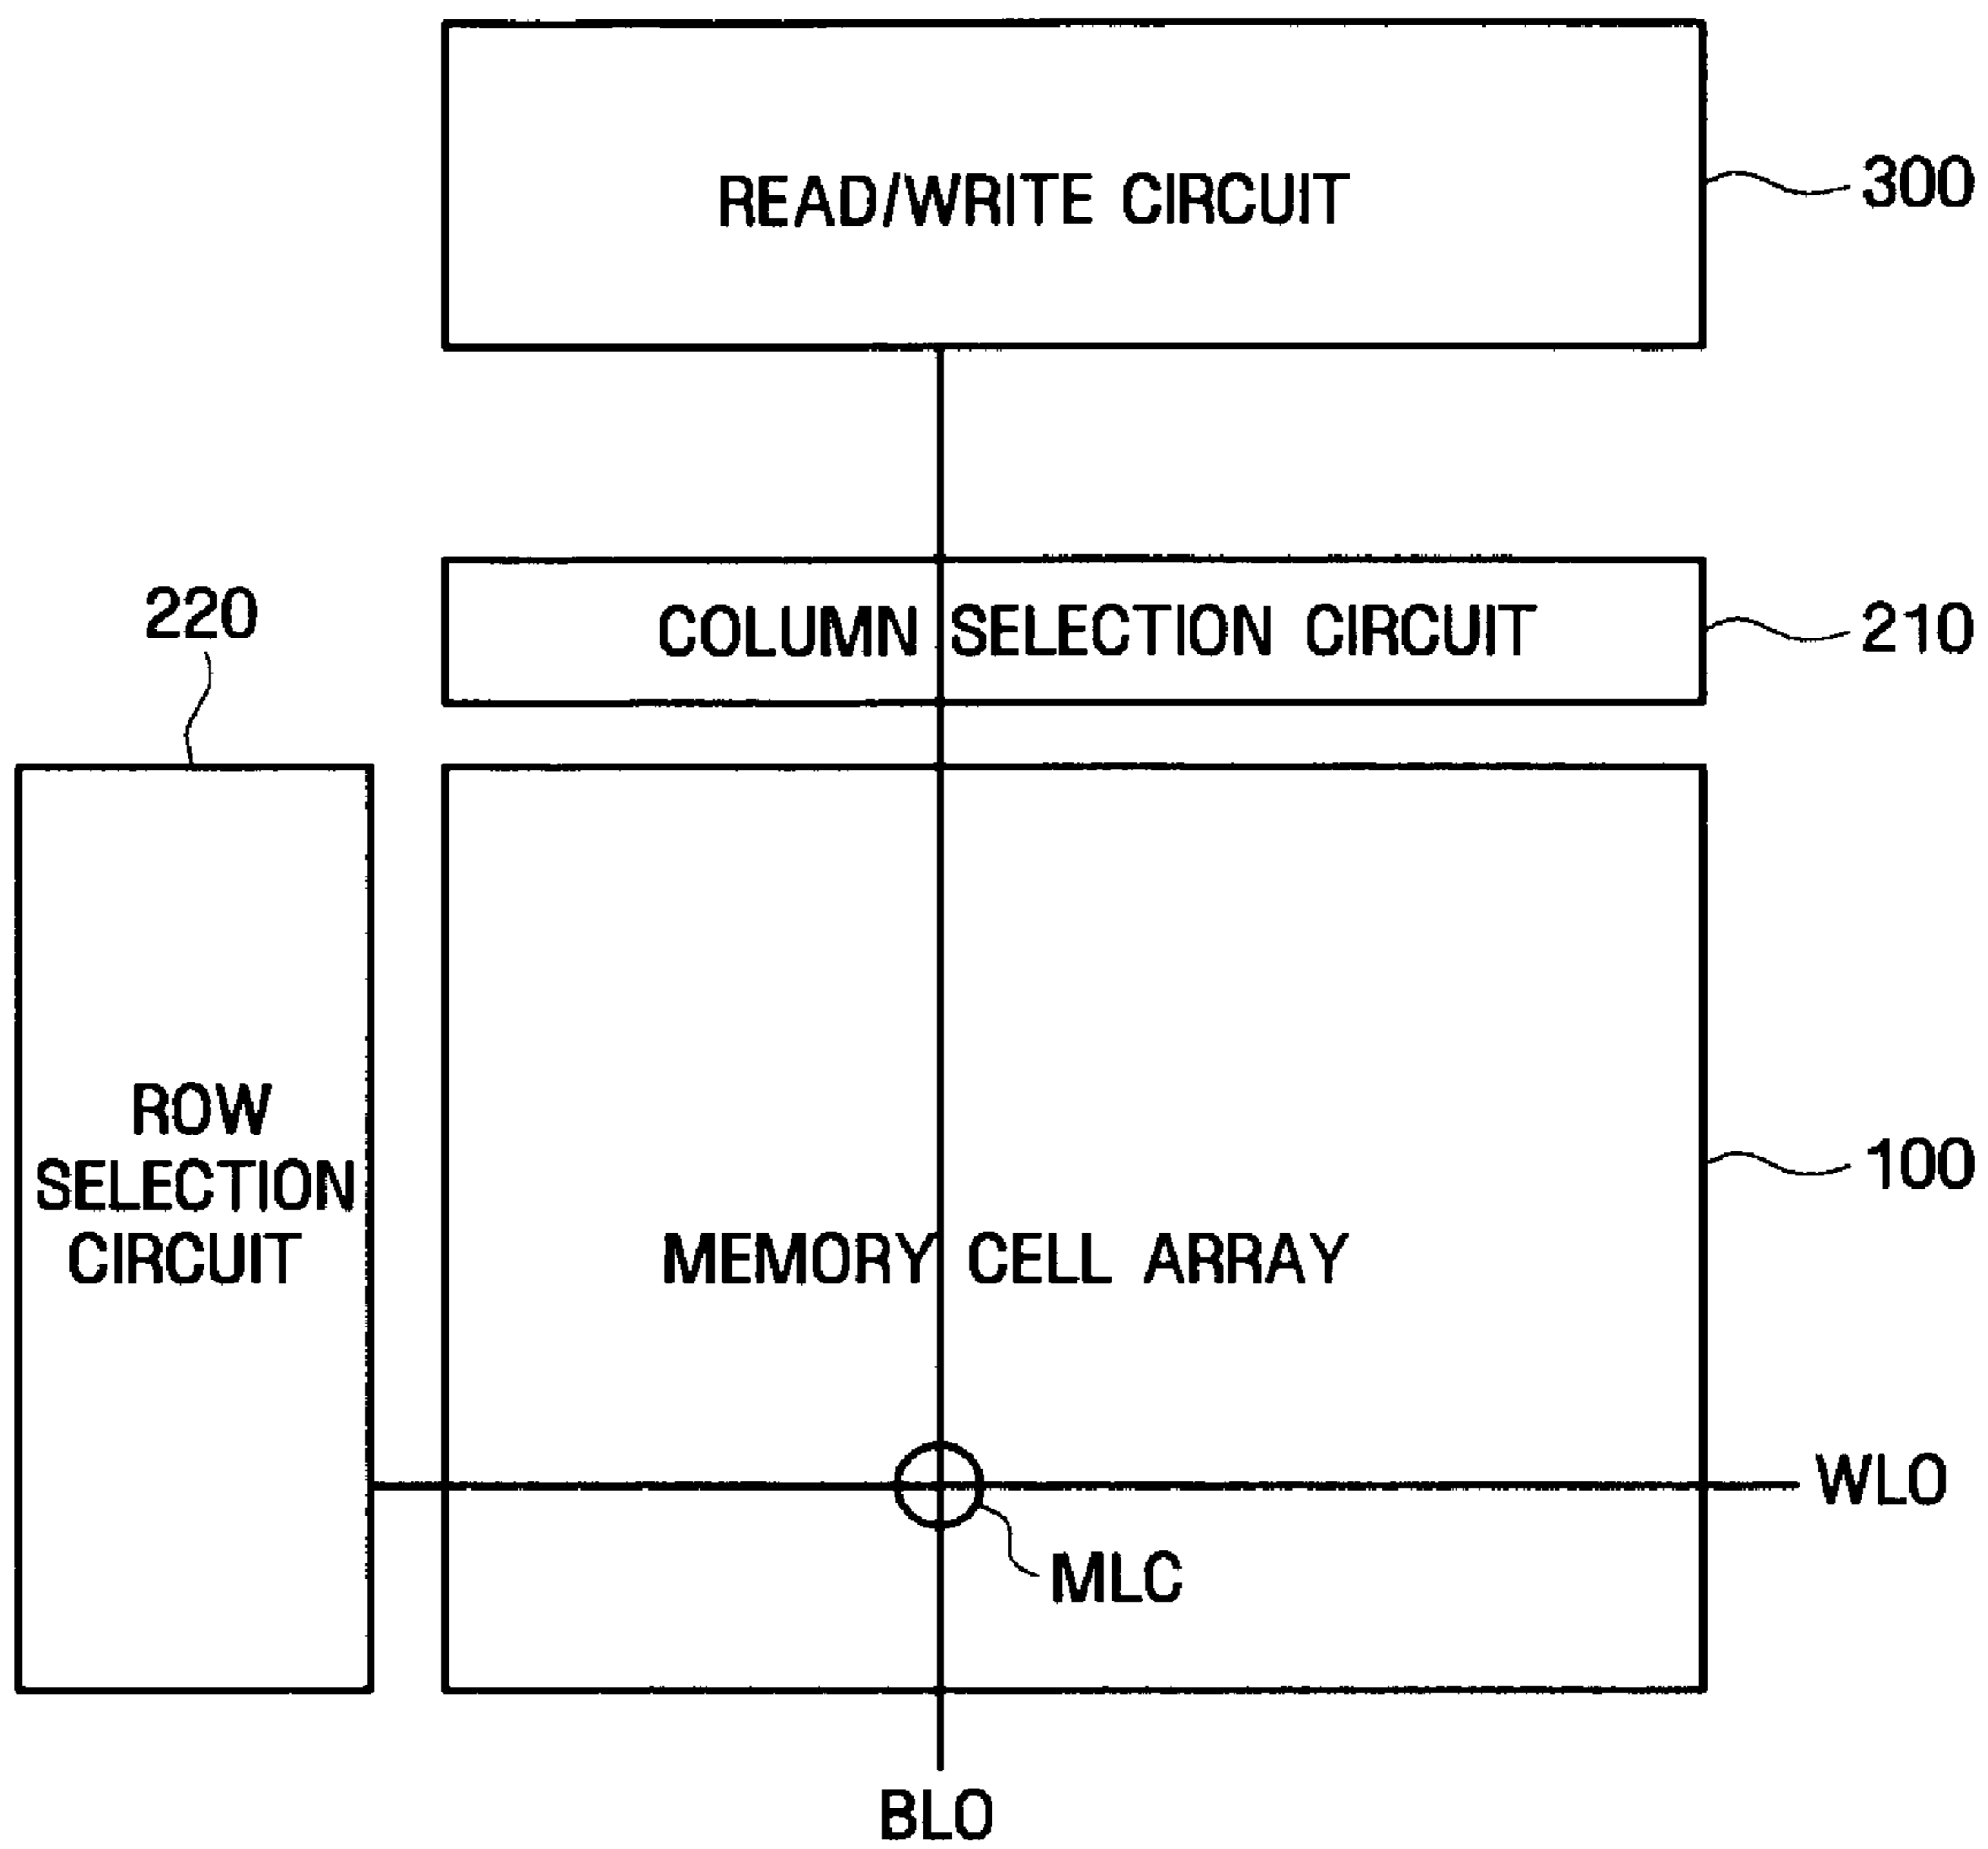 READ/WRITE CIRCUIT
300
220
COLUMN SELECTION CIRCUIT
210
ROW
SELECTION
CIRCUIT
MEMORY CELL ARRAY
100
WL0
MLC
BL0